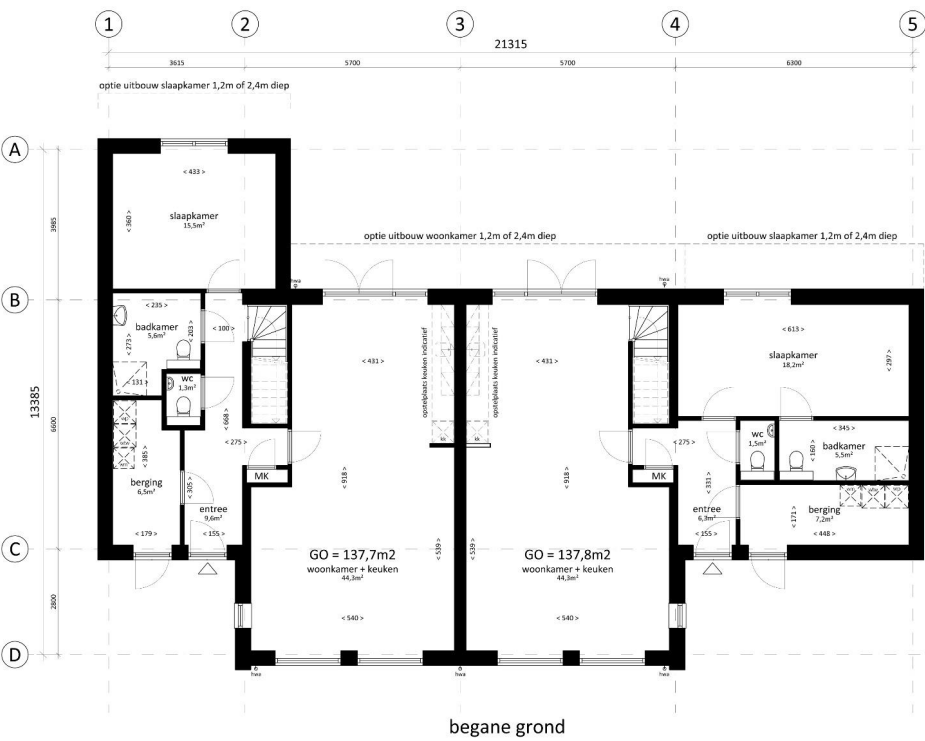 1
2
3
4
5
21315
3615
5700
5700
6300
optie uitbouw slaapkamer 1,2m of 2,4m diep
A
< 433 >
3985
< 360 >
slaapkamer
15,5m²
optie uitbouw woonkamer 1,2m of 2,4m diep
optie uitbouw slaapkamer 1,2m of 2,4m diep
hwa
hwa
B
< 235 >
badkamer
5,6m²
< 203 >
< 100 >
< 273 >
< 131 >
wc
1,3m²
opstelplaats keuken indicatief
opstelplaats keuken indicatief
< 431 >
< 431 >
< 613 >
slaapkamer
18,2m²
< 297 >
13385
6600
< 668 >
< 275 >
kk
kk
< 275 >
wc
1,5m²
< 345 >
badkamer
5,5m²
< 160 >
< 385 >
berging
6,5m²
< 305 >
MK
< 918 >
< 918 >
MK
< 331 >
entree
9,6m²
entree
6,3m²
berging
7,2m²
< 171 >
< 448 >
< 179 >
< 155 >
< 155 >
C
GO = 137,7m2
woonkamer + keuken
44,3m²
< 539 >
< 539 >
GO = 137,8m2
woonkamer + keuken
44,3m²
2800
< 540 >
< 540 >
D
hwa
hwa
hwa
begane grond